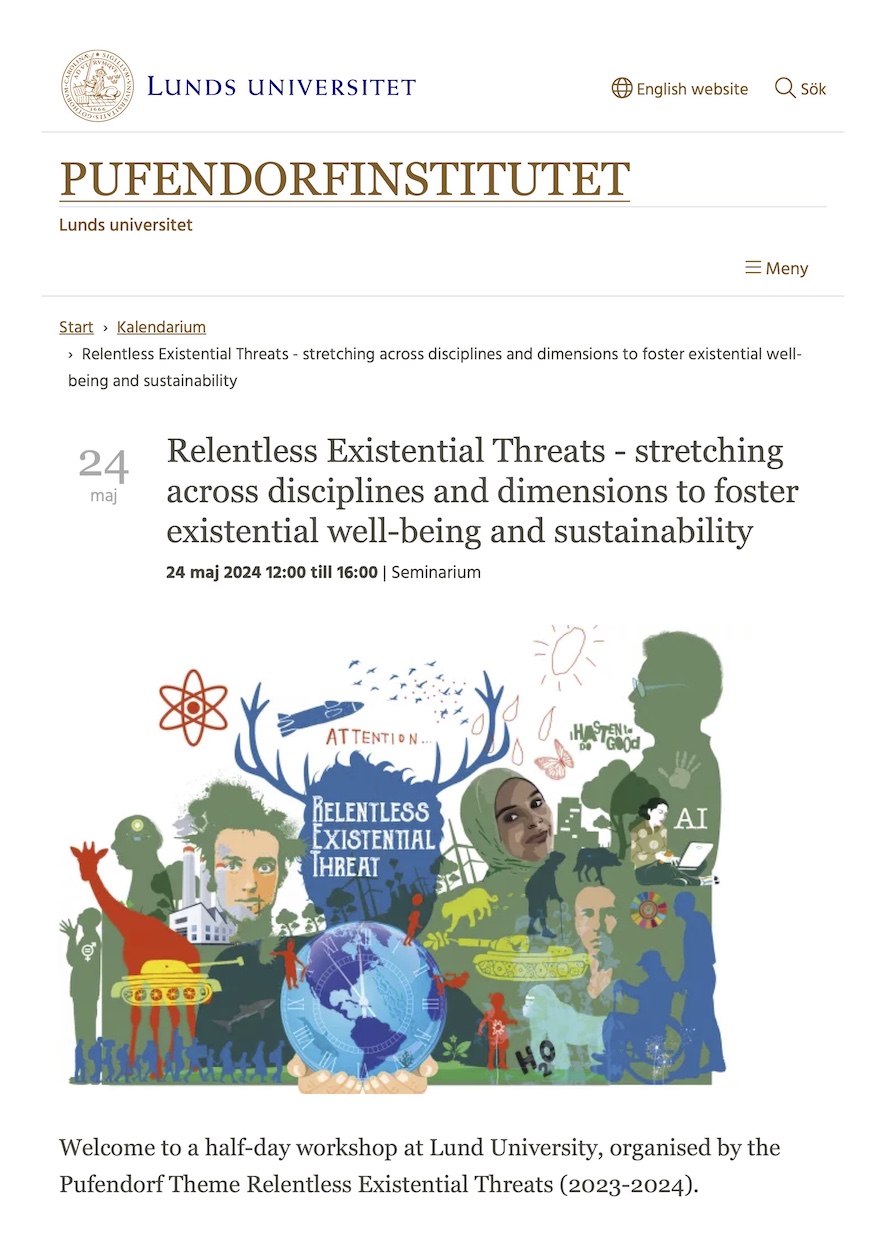 LUNDS UNIVERSITET
English website
Sök
PUFENDORFINSTITUTET
Lunds universitet
Meny
Start › Kalendarium
› Relentless Existential Threats - stretching across disciplines and dimensions to foster existential well-
being and sustainability
24
maj
Relentless Existential Threats - stretching
across disciplines and dimensions to foster
existential well-being and sustainability
24 maj 2024 12:00 till 16:00 | Seminarium
ATTENTION...
I HASTEN to
DO GOOd
RELENTLESS
EXISTENTIAL
THREAT
AI
H2O
Welcome to a half-day workshop at Lund University, organised by the
Pufendorf Theme Relentless Existential Threats (2023-2024).